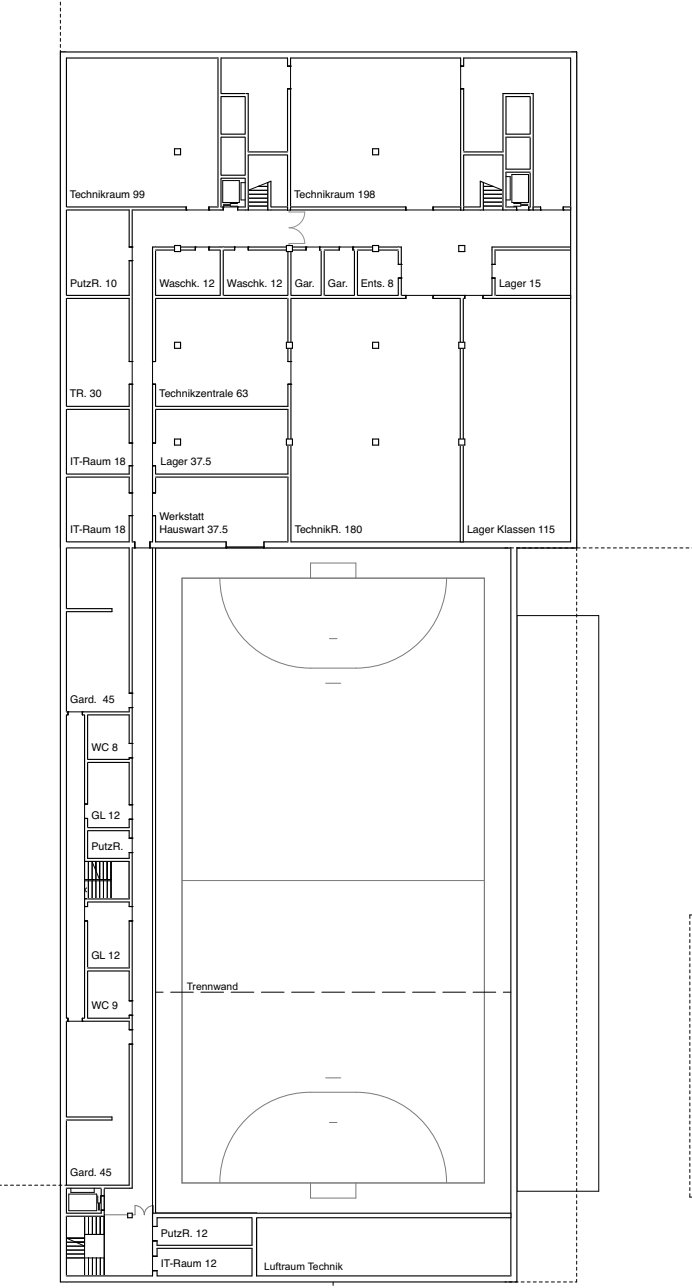 Technikraum 99
Technikraum 198
PutzR. 10
Waschk. 12
Waschk. 12
Gar.
Gar.
Ents. 8
Lager 15
TR. 30
Technikzentrale 63
IT-Raum 18
Lager 37.5
IT-Raum 18
Werkstatt
Hauswart 37.5
TechnikR. 180
Lager Klassen 115
Gard. 45
WC 8
GL 12
PutzR.
GL 12
Trennwand
WC 9
Gard. 45
PutzR. 12
IT-Raum 12
Luftraum Technik